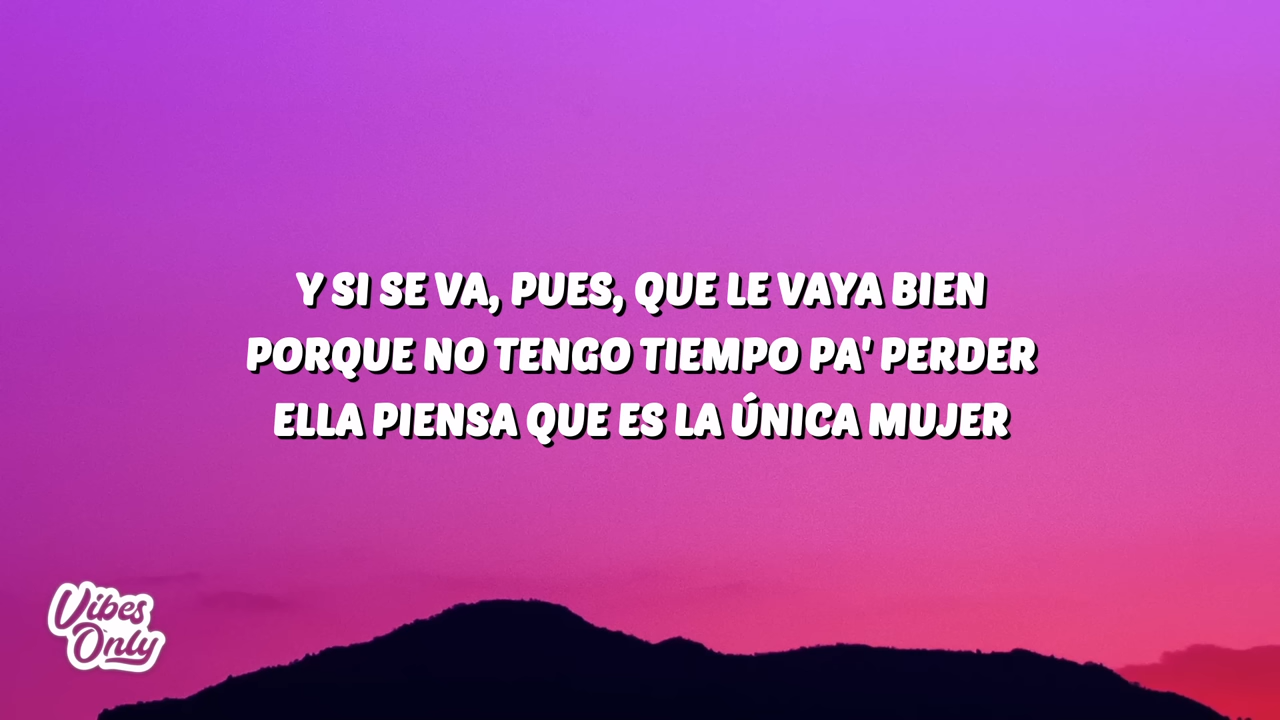 Y SI SE VA, PUES, QUE LE VAYA BIEN
PORQUE NO TENGO TIEMPO PA' PERDER
ELLA PIENSA QUE ES LA ÚNICA MUJER
Vibes
Only